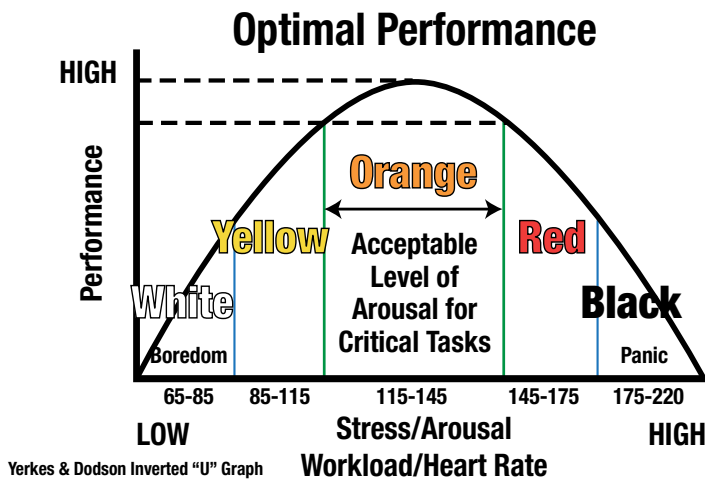 Optimal Performance
HIGH
Performance
Orange
Yellow
Red
Acceptable
Level of
Arousal for
Critical Tasks
White
Black
Boredom
Panic
65-85
85-115
115-145
145-175
175-220
LOW
Stress/Arousal
HIGH
Workload/Heart Rate
Yerkes & Dodson Inverted “U” Graph